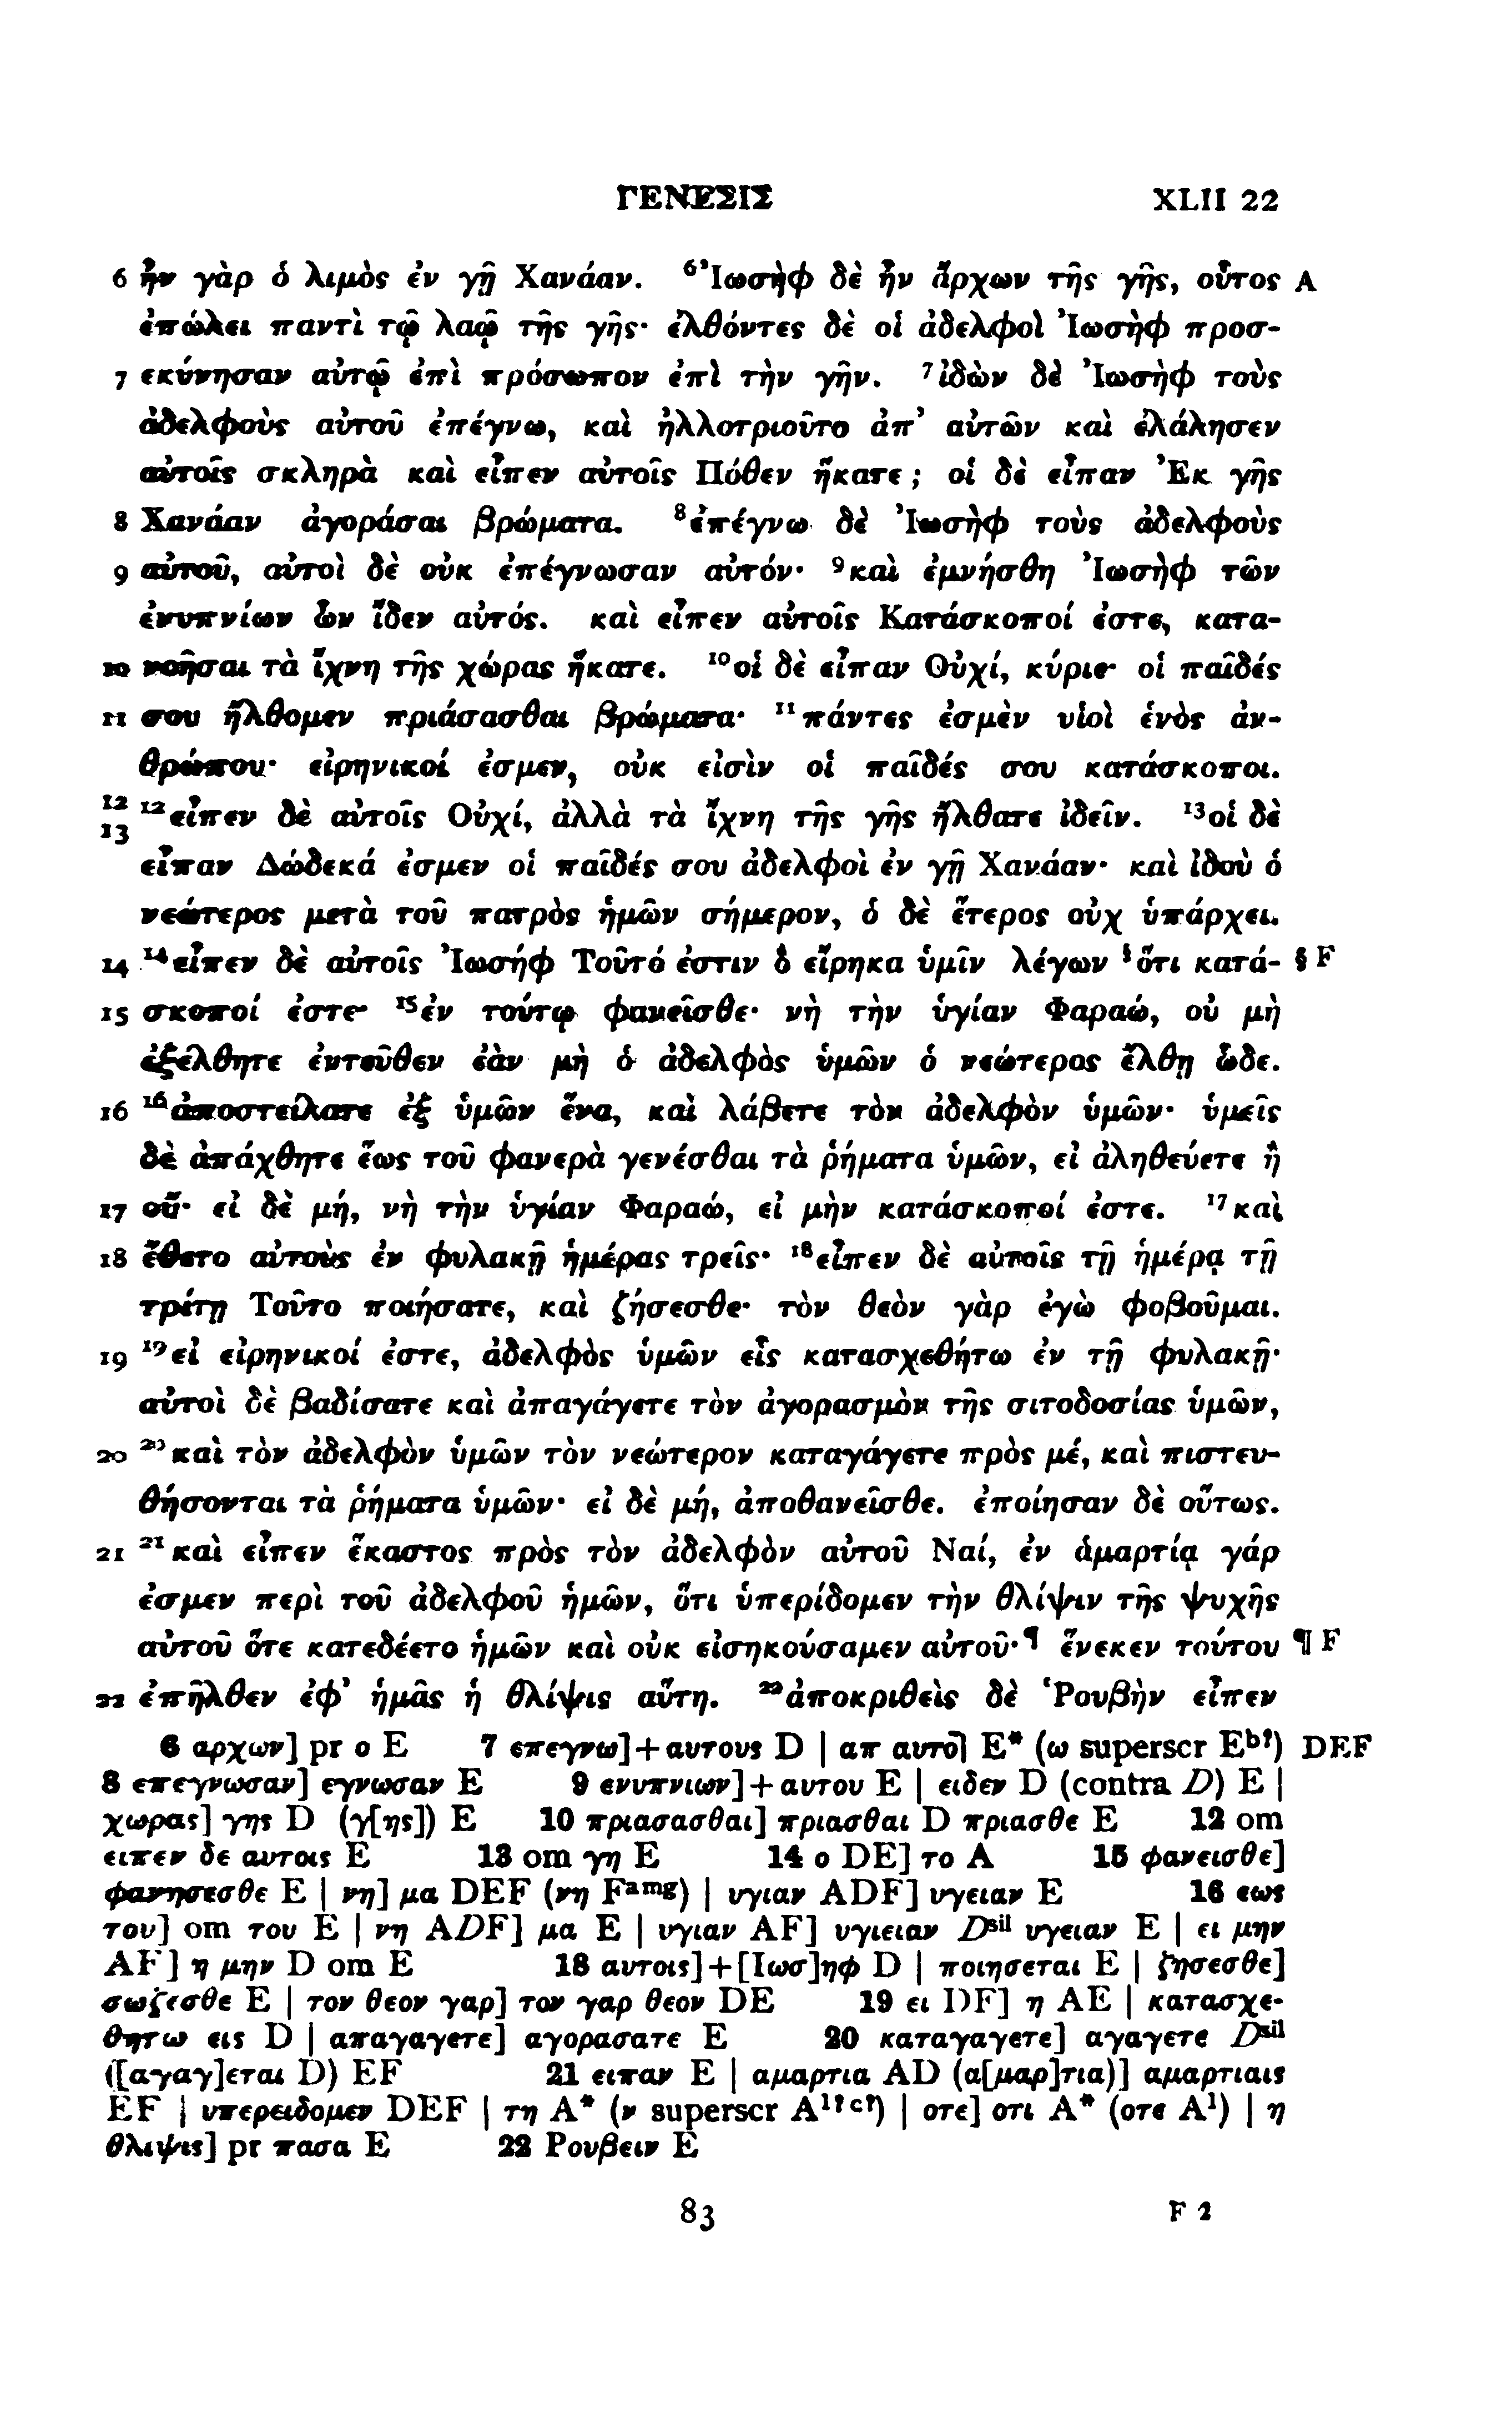 ΓΕΝΕΣΙΣ XLII 22
6 ἦν γὰρ ὁ λιμὸς ἐν γῇ Χανάαν. ⁶Ἰωσὴφ δὲ ἦν ἄρχων τῆς γῆς, οὗτος A
ἐπώλει παντὶ τῷ λαῷ τῆς γῆς· ἐλθόντες δὲ οἱ ἀδελφοὶ Ἰωσὴφ προσ-
7 εκύνησαν αὐτῷ ἐπὶ πρόσωπον ἐπὶ τὴν γῆν. ⁷ἰδὼν δὲ Ἰωσὴφ τοὺς
ἀδελφοὺς αὐτοῦ ἐπέγνω, καὶ ἠλλοτριοῦτο ἀπ’ αὐτῶν καὶ ἐλάλησεν
αὐτοῖς σκληρὰ καὶ εἶπεν αὐτοῖς Πόθεν ἥκατε; οἱ δὲ εἶπαν Ἐκ γῆς
8 Χανάαν ἀγοράσαι βρώματα. ⁸ἐπέγνω δὲ Ἰωσὴφ τοὺς ἀδελφοὺς
9 αὐτοῦ, αὐτοὶ δὲ οὐκ ἐπέγνωσαν αὐτόν· ⁹καὶ ἐμνήσθη Ἰωσὴφ τῶν
ἐνυπνίων ὧν ἴδεν αὐτός. καὶ εἶπεν αὐτοῖς Κατάσκοποί ἐστε, κατα-
10 νοῆσαι τὰ ἴχνη τῆς χώρας ἥκατε. ¹⁰οἱ δὲ εἶπαν Οὐχί, κύριε· οἱ παῖδές
11 σου ἤλθομεν πριάσασθαι βρώματα· ¹¹πάντες ἐσμὲν υἱοὶ ἑνὸς ἀν-
θρώπου· εἰρηνικοί ἐσμεν, οὐκ εἰσὶν οἱ παῖδές σου κατάσκοποι.
12 ¹²εἶπεν δὲ αὐτοῖς Οὐχί, ἀλλὰ τὰ ἴχνη τῆς γῆς ἤλθατε ἰδεῖν. ¹³οἱ δὲ
13 εἶπαν Δώδεκά ἐσμεν οἱ παῖδές σου ἀδελφοὶ ἐν γῇ Χανάαν· καὶ ἰδοὺ ὁ
νεώτερος μετὰ τοῦ πατρὸς ἡμῶν σήμερον, ὁ δὲ ἕτερος οὐχ ὑπάρχει.
14 ¹⁴εἶπεν δὲ αὐτοῖς Ἰωσήφ Τοῦτό ἐστιν ὃ εἴρηκα ὑμῖν λέγων §ὅτι κατά- § F
15 σκοποί ἐστε· ¹⁵ἐν τούτῳ φανεῖσθε· νὴ τὴν ὑγίαν Φαραώ, οὐ μὴ
ἐξέλθητε ἐντεῦθεν ἐὰν μὴ ὁ ἀδελφὸς ὑμῶν ὁ νεώτερος ἔλθῃ ὧδε.
16 ¹⁶ἀποστείλατε ἐξ ὑμῶν ἕνα, καὶ λάβετε τὸν ἀδελφὸν ὑμῶν· ὑμεῖς
δὲ ἀπάχθητε ἕως τοῦ φανερὰ γενέσθαι τὰ ῥήματα ὑμῶν, εἰ ἀληθεύετε ἢ
17 οὔ· εἰ δὲ μή, νὴ τὴν ὑγίαν Φαραώ, εἰ μὴν κατάσκοποί ἐστε. ¹⁷καὶ
18 ἔθετο αὐτοὺς ἐν φυλακῇ ἡμέρας τρεῖς· ¹⁸εἶπεν δὲ αὐτοῖς τῇ ἡμέρᾳ τῇ
τρίτῃ Τοῦτο ποιήσατε, καὶ ζήσεσθε· τὸν θεὸν γὰρ ἐγὼ φοβοῦμαι.
19 ¹⁹εἰ εἰρηνικοί ἐστε, ἀδελφὸς ὑμῶν εἷς κατασχεθήτω ἐν τῇ φυλακῇ·
αὐτοὶ δὲ βαδίσατε καὶ ἀπαγάγετε τὸν ἀγορασμὸν τῆς σιτοδοσίας ὑμῶν,
20 ²⁰καὶ τὸν ἀδελφὸν ὑμῶν τὸν νεώτερον καταγάγετε πρὸς μέ, καὶ πιστευ-
θήσονται τὰ ῥήματα ὑμῶν· εἰ δὲ μή, ἀποθανεῖσθε. ἐποίησαν δὲ οὕτως.
21 ²¹καὶ εἶπεν ἕκαστος πρὸς τὸν ἀδελφὸν αὐτοῦ Ναί, ἐν ἁμαρτίᾳ γάρ
ἐσμεν περὶ τοῦ ἀδελφοῦ ἡμῶν, ὅτι ὑπερίδομεν τὴν θλίψιν τῆς ψυχῆς
αὐτοῦ ὅτε κατεδέετο ἡμῶν καὶ οὐκ εἰσηκούσαμεν αὐτοῦ·¶ ἕνεκεν τούτου ¶ F
22 ἐπῆλθεν ἐφ’ ἡμᾶς ἡ θλίψις αὕτη. ²²ἀποκριθεὶς δὲ Ῥουβὴν εἶπεν
6 αρχων] pr ο E 7 επεγνω]+αυτους D | απ αυτο̄] E* (ω superscr Eᵇ?) DEF
8 επεγνωσαν] εγνωσαν E 9 ενυπνιων]+αυτου E | ειδεν D (contra D) E |
χωρας] γης D (γ[ης]) E 10 πριασασθαι] πριασθαι D πριασθε E 12 om
ειπεν δε αυτοις E 13 om γη E 14 ο DE] το A 15 φανεισθε]
φανησεσθε E | νη] μα DEF (νη Fᵃᵐᵍ) | υγιαν ADF] υγειαν E 16 εως
του] om του E | νη ADF] μα E | υγιαν AF] υγιειαν Dˢⁱˡ υγειαν E | ει μην
AF] η μην D om E 18 αυτοις]+[Ιωσ]ηφ D | ποιησεται E | ζησεσθε]
σωζεσθε E | τον θεον γαρ] τον γαρ θεον DE 19 ει DF] η AE | κατασχε-
θητω εις D | απαγαγετε] αγορασατε E 20 καταγαγετε] αγαγετε Dˢⁱˡ
([αγαγ]εται D) EF 21 ειπαν E | αμαρτια AD (α[μαρ]τια)] αμαρτιαις
EF | υπερειδομεν DEF | τη A* (ν superscr A¹?ᶜ?) | οτε] οτι A* (οτε A¹) | η
θλιψις] pr πασα E 22 Ρουβειν E
83 F 2